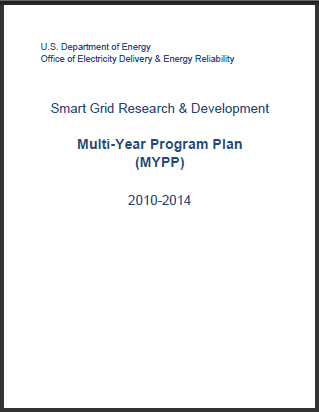 U.S. Department of Energy
Office of Electricity Delivery & Energy Reliability
Smart Grid Research & Development
Multi-Year Program Plan
(MYPP)
2010-2014